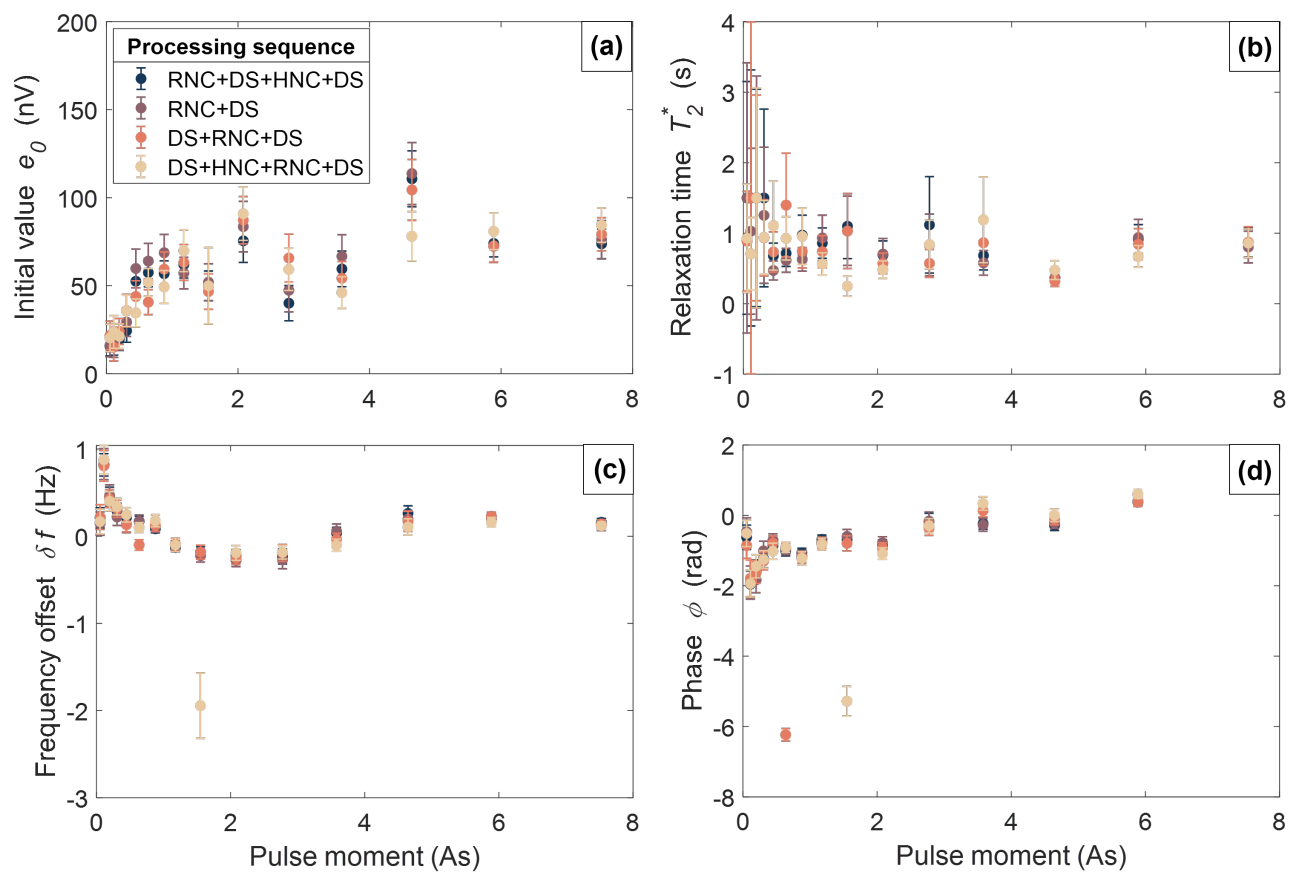 (a)
Processing sequence
RNC+DS+HNC+DS
RNC+DS
DS+RNC+DS
DS+HNC+RNC+DS
Initial value e₀ (nV)
200
150
100
50
0
0 2 4 6 8
(b)
Relaxation time T₂* (s)
4
3
2
1
0
-1
0 2 4 6 8
(c)
Frequency offset δf (Hz)
1
0
-1
-2
-3
0 2 4 6 8
Pulse moment (As)
(d)
Phase ϕ (rad)
2
0
-2
-4
-6
-8
0 2 4 6 8
Pulse moment (As)